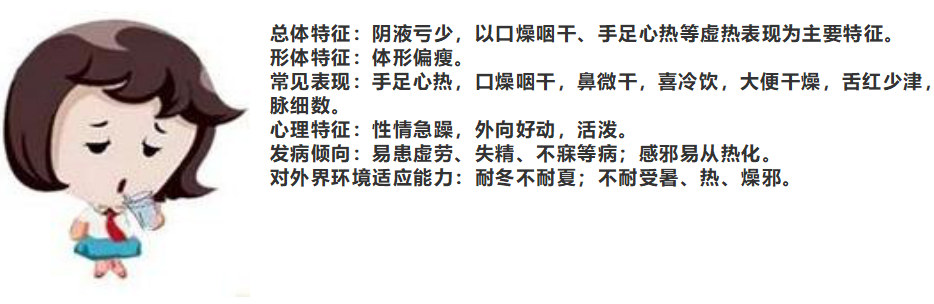 总体特征：阴液亏少，以口燥咽干、手足心热等虚热表现为主要特征。
形体特征：体形偏瘦。
常见表现：手足心热，口燥咽干，鼻微干，喜冷饮，大便干燥，舌红少津，
脉细数。
心理特征：性情急躁，外向好动，活泼。
发病倾向：易患虚劳、失精、不寐等病；感邪易从热化。
对外界环境适应能力：耐冬不耐夏；不耐受暑、热、燥邪。